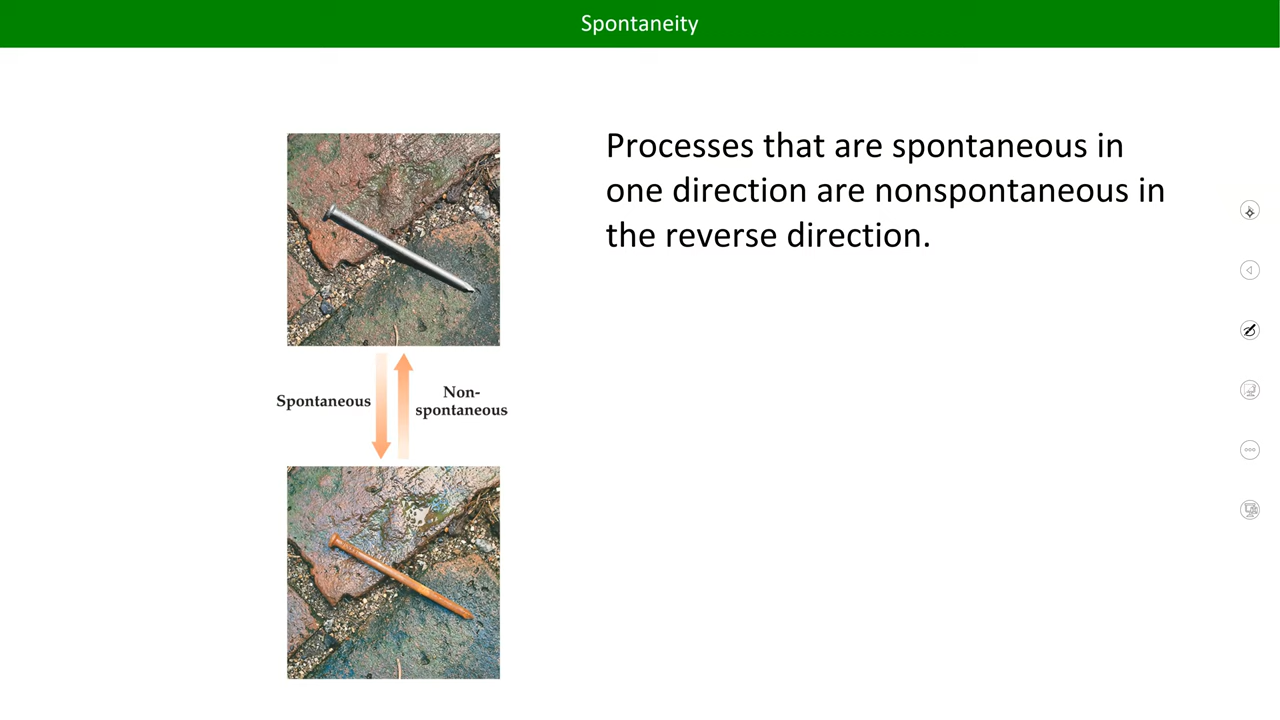 Spontaneity
Processes that are spontaneous in
one direction are nonspontaneous in
the reverse direction.
Spontaneous
Non-
spontaneous